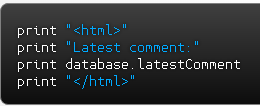 print "<html>"
print "Latest comment:"
print database.latestComment
print "</html>"